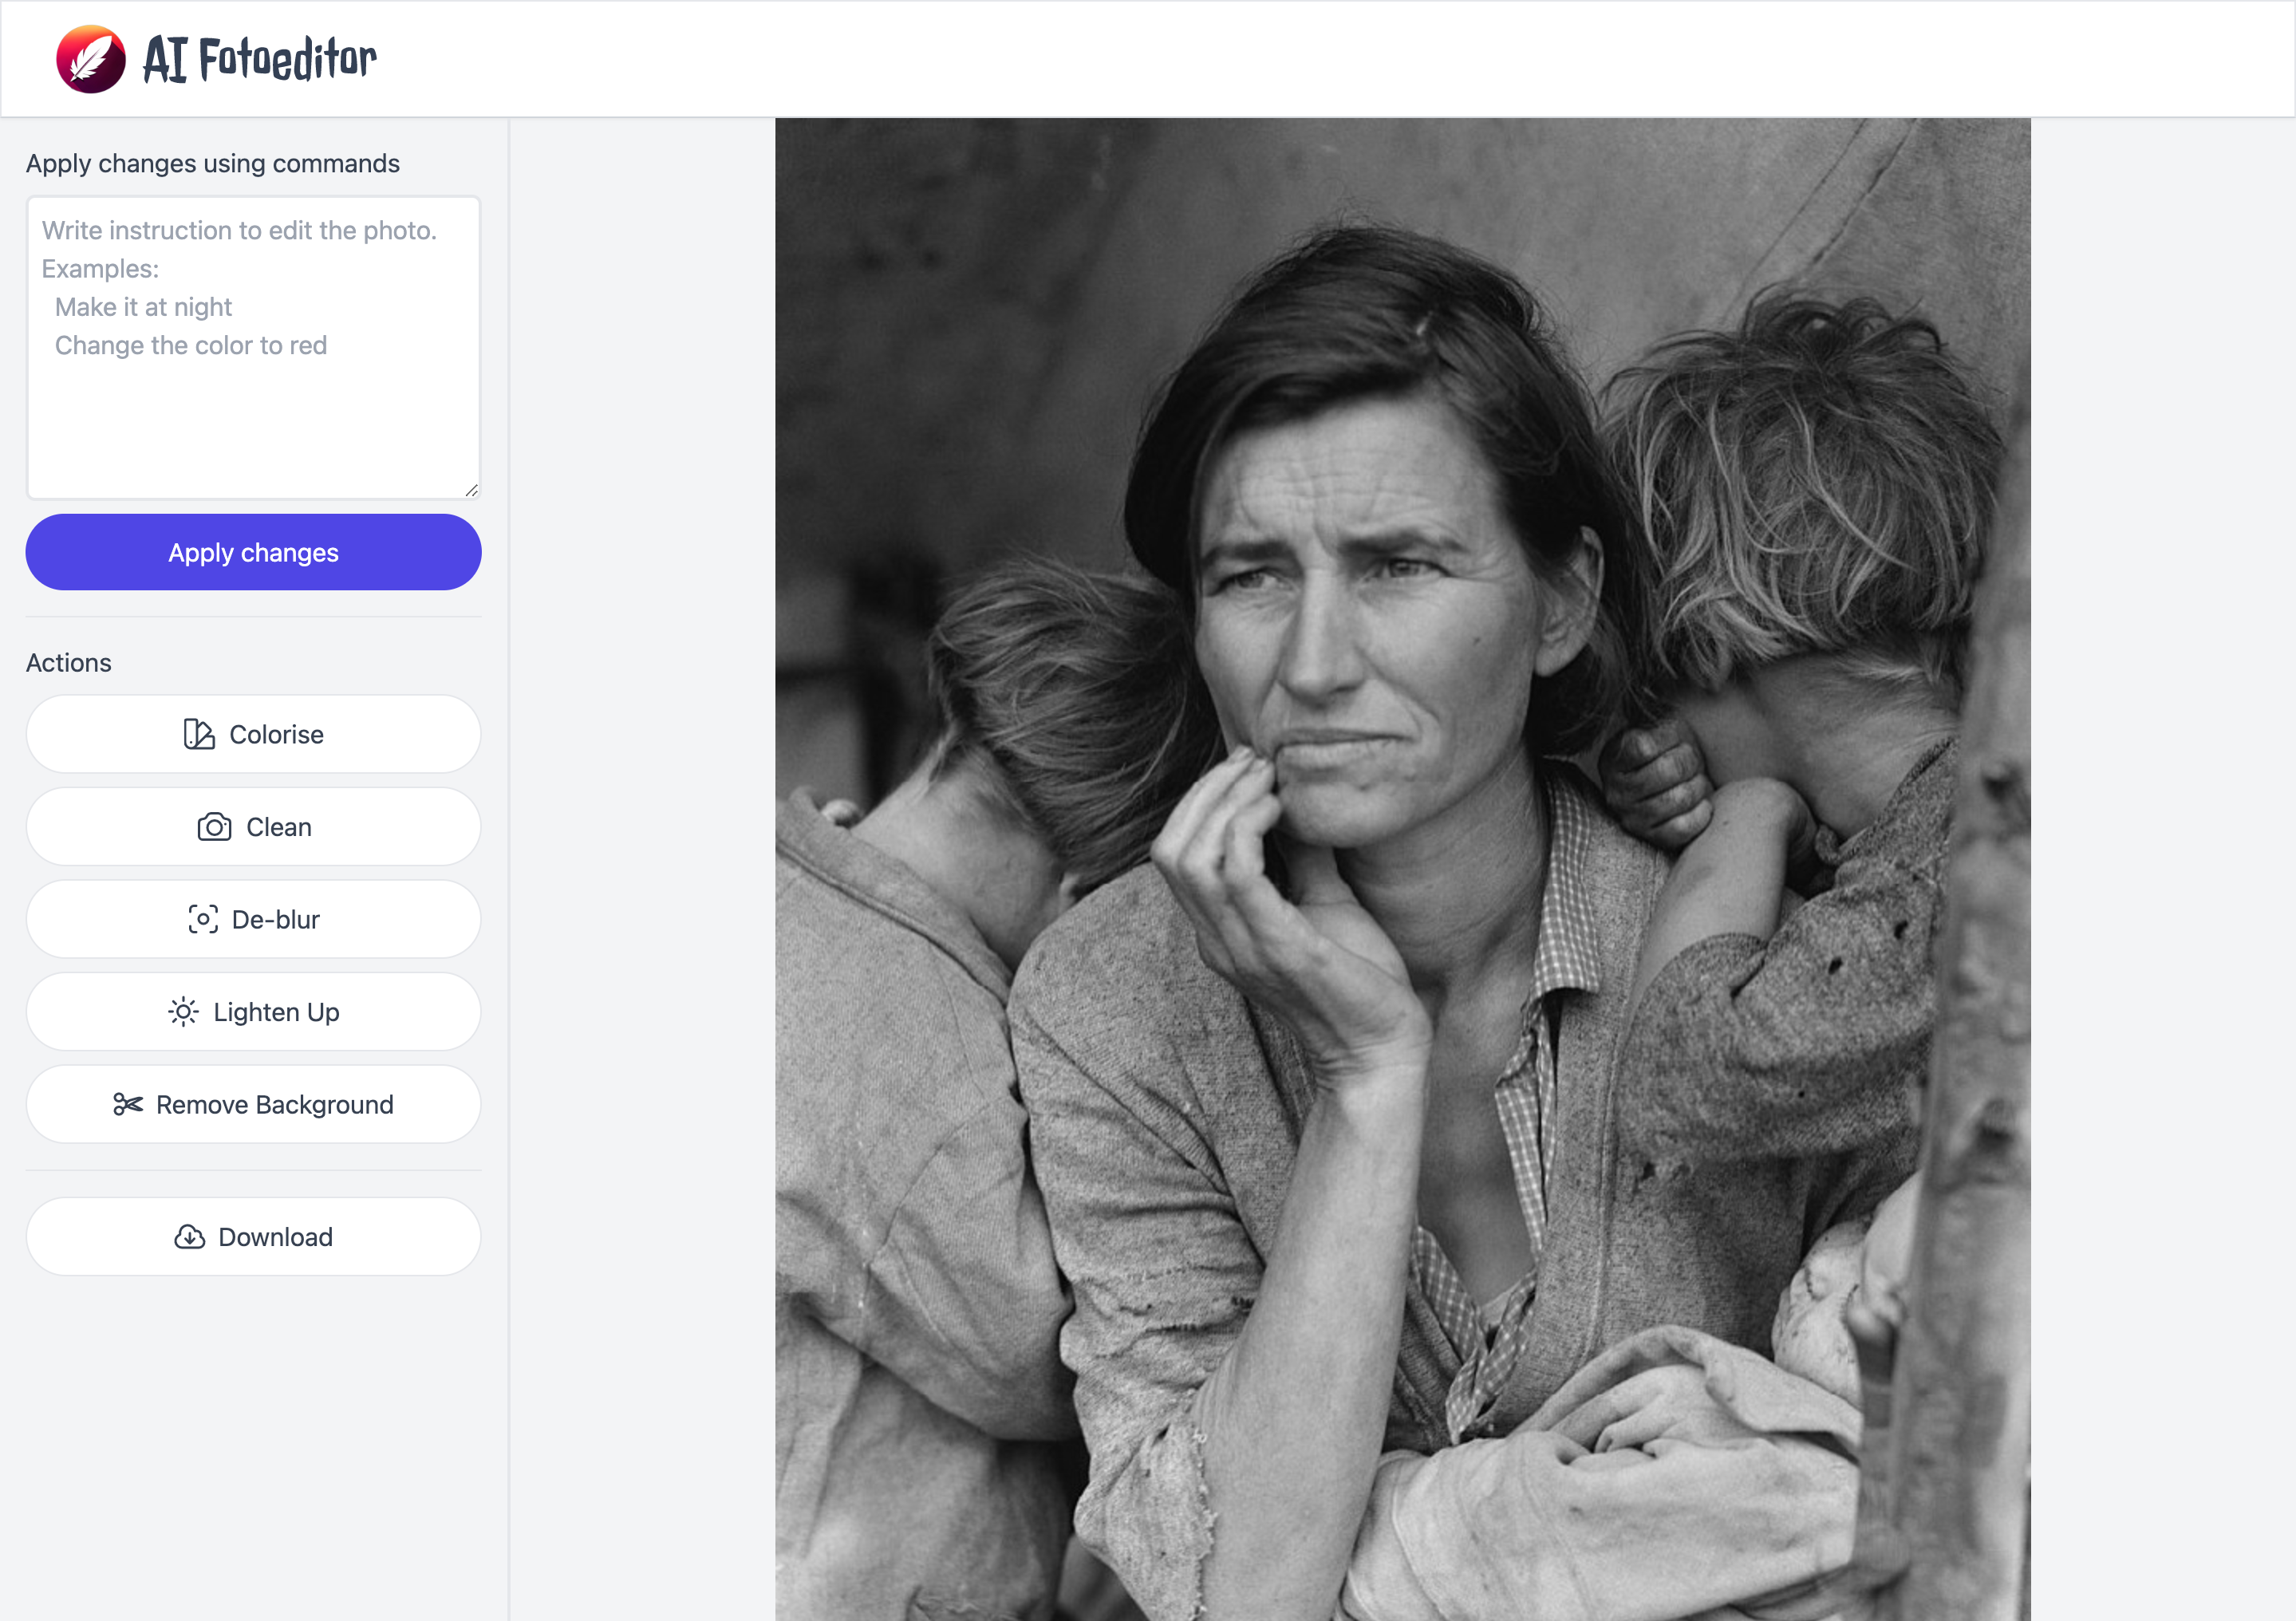 AI Fotoeditor
Apply changes using commands
Write instruction to edit the photo.
Examples:
Make it at night
Change the color to red
Apply changes
Actions
Colorise
Clean
De-blur
Lighten Up
Remove Background
Download